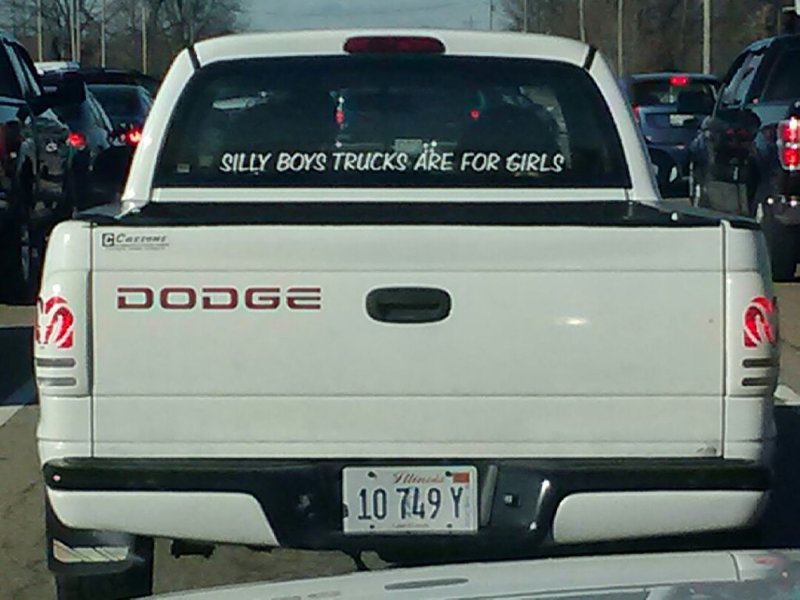 SILLY BOYS TRUCKS ARE FOR GIRLS
DODGE
Illinois
10 749 Y